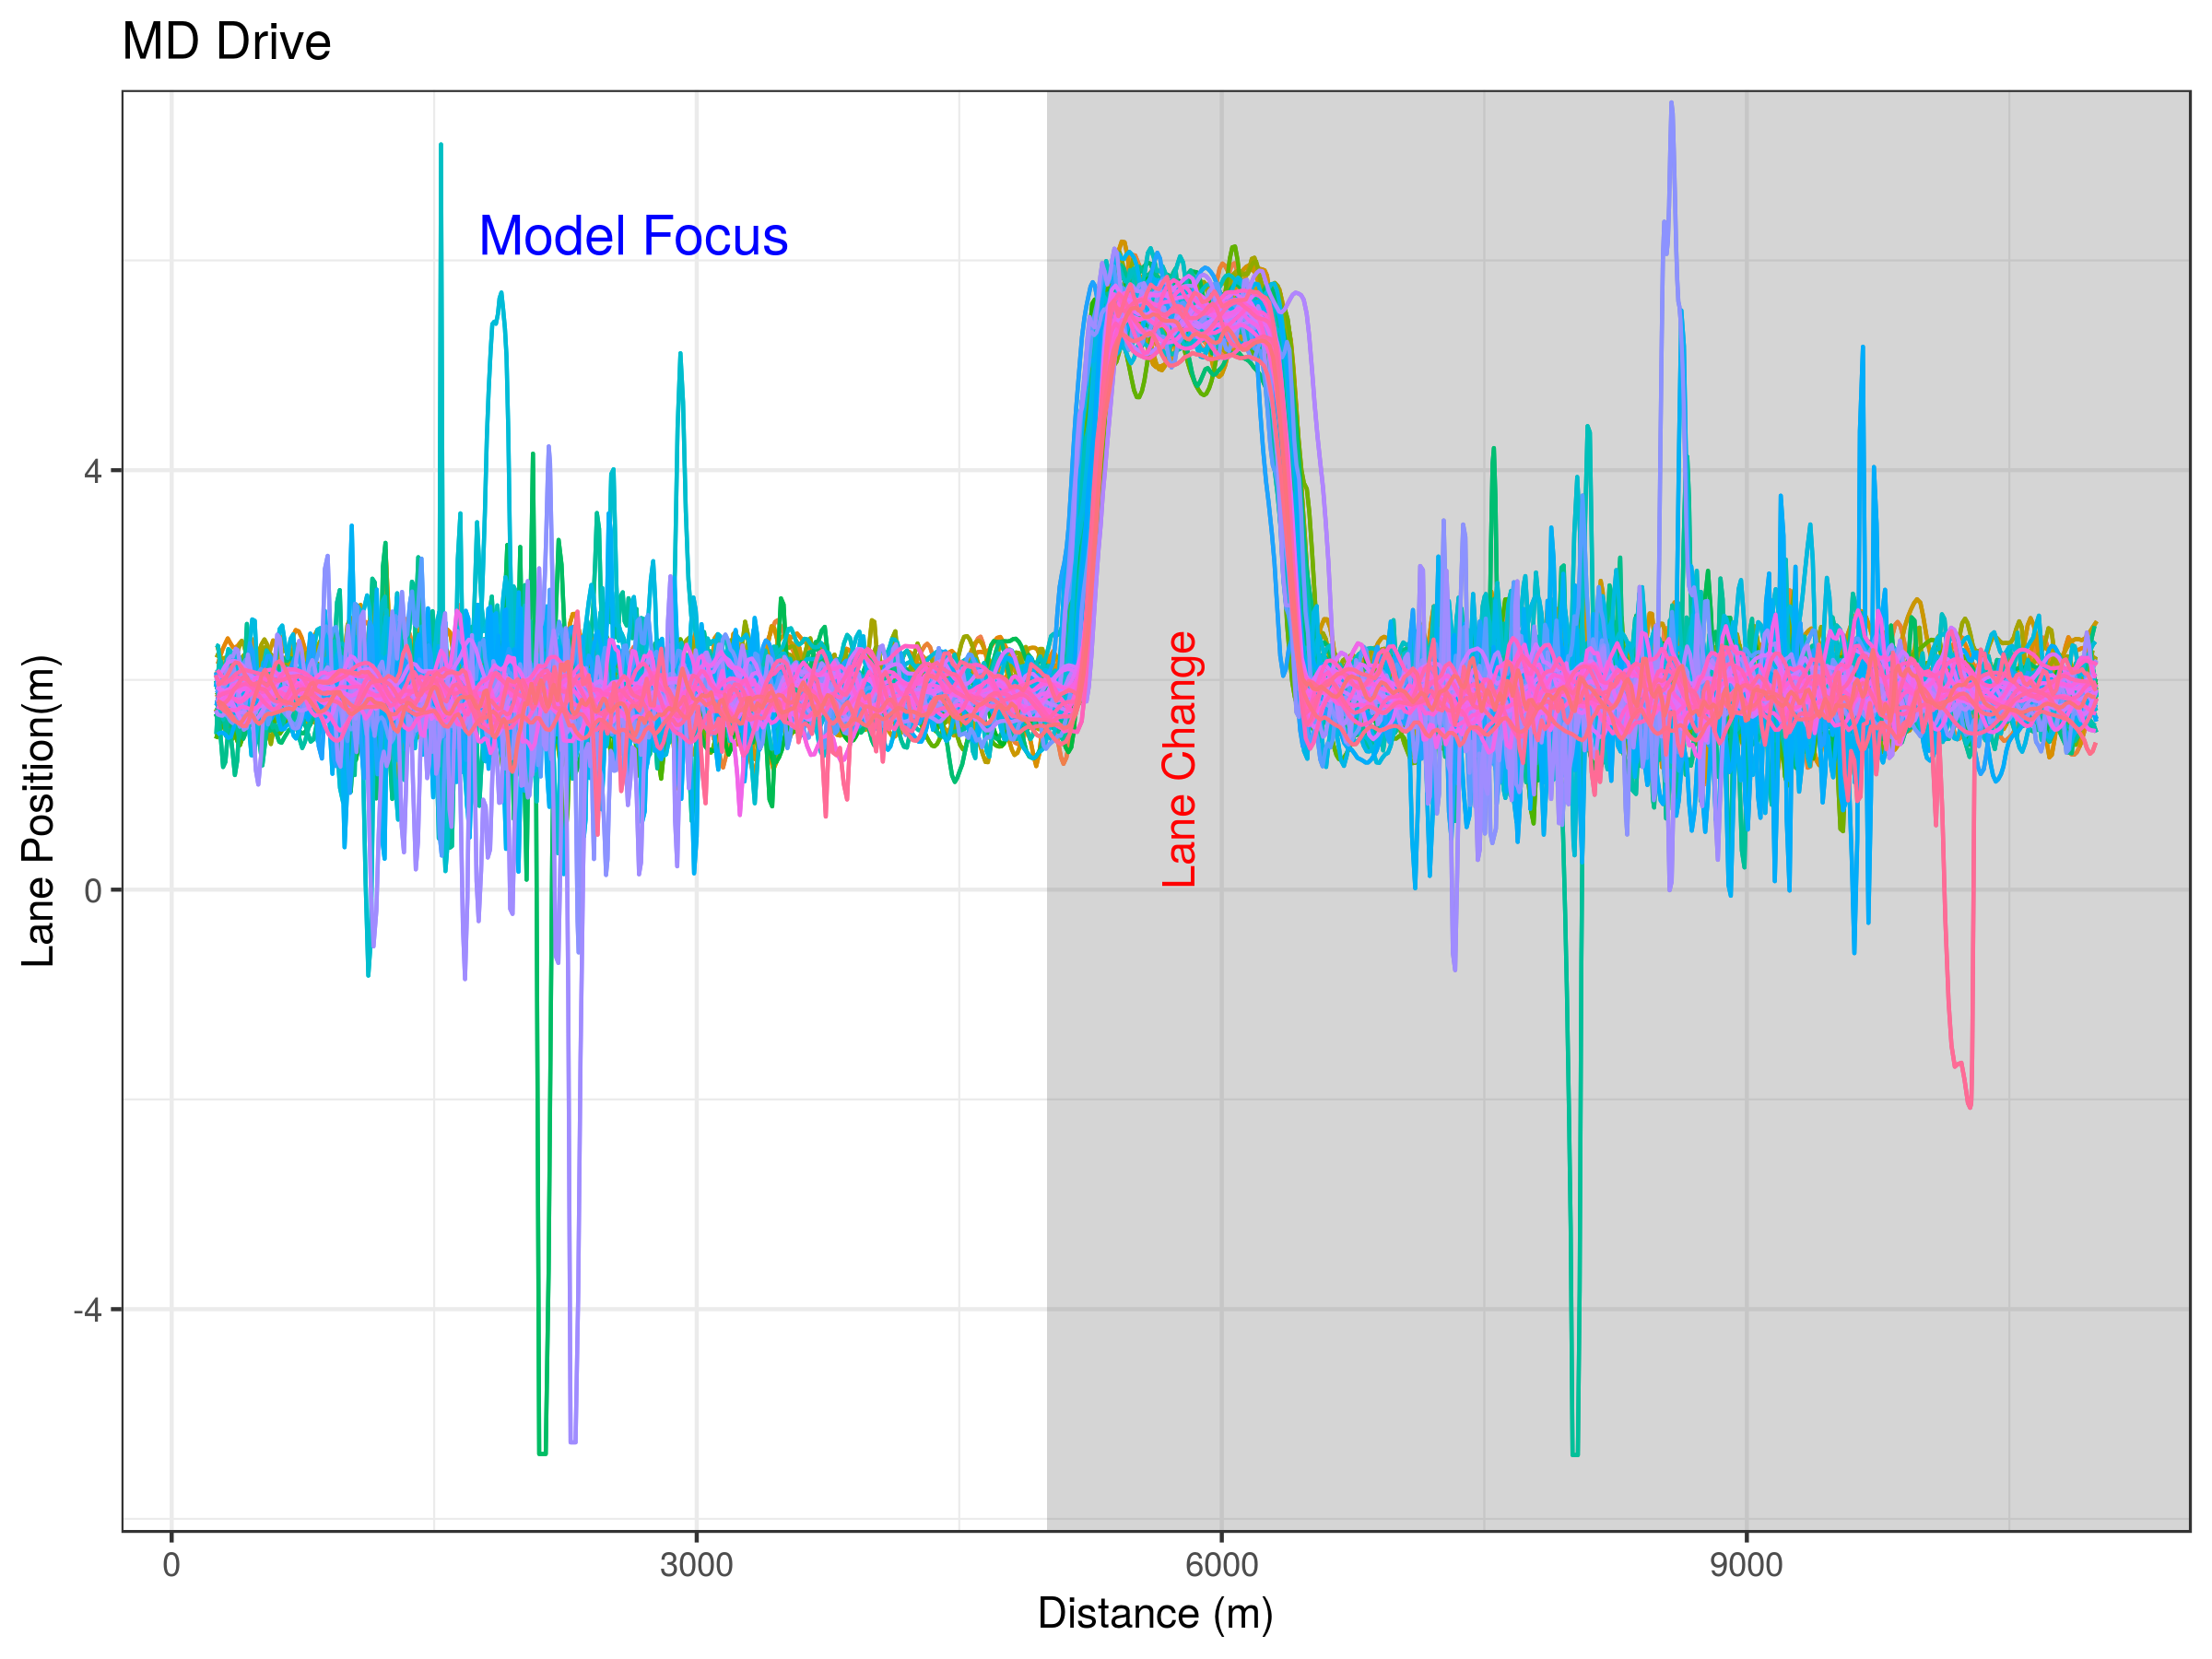 MD Drive
Model Focus
Lane Change
Lane Position(m)
4
0
-4
0
3000
6000
9000
Distance (m)